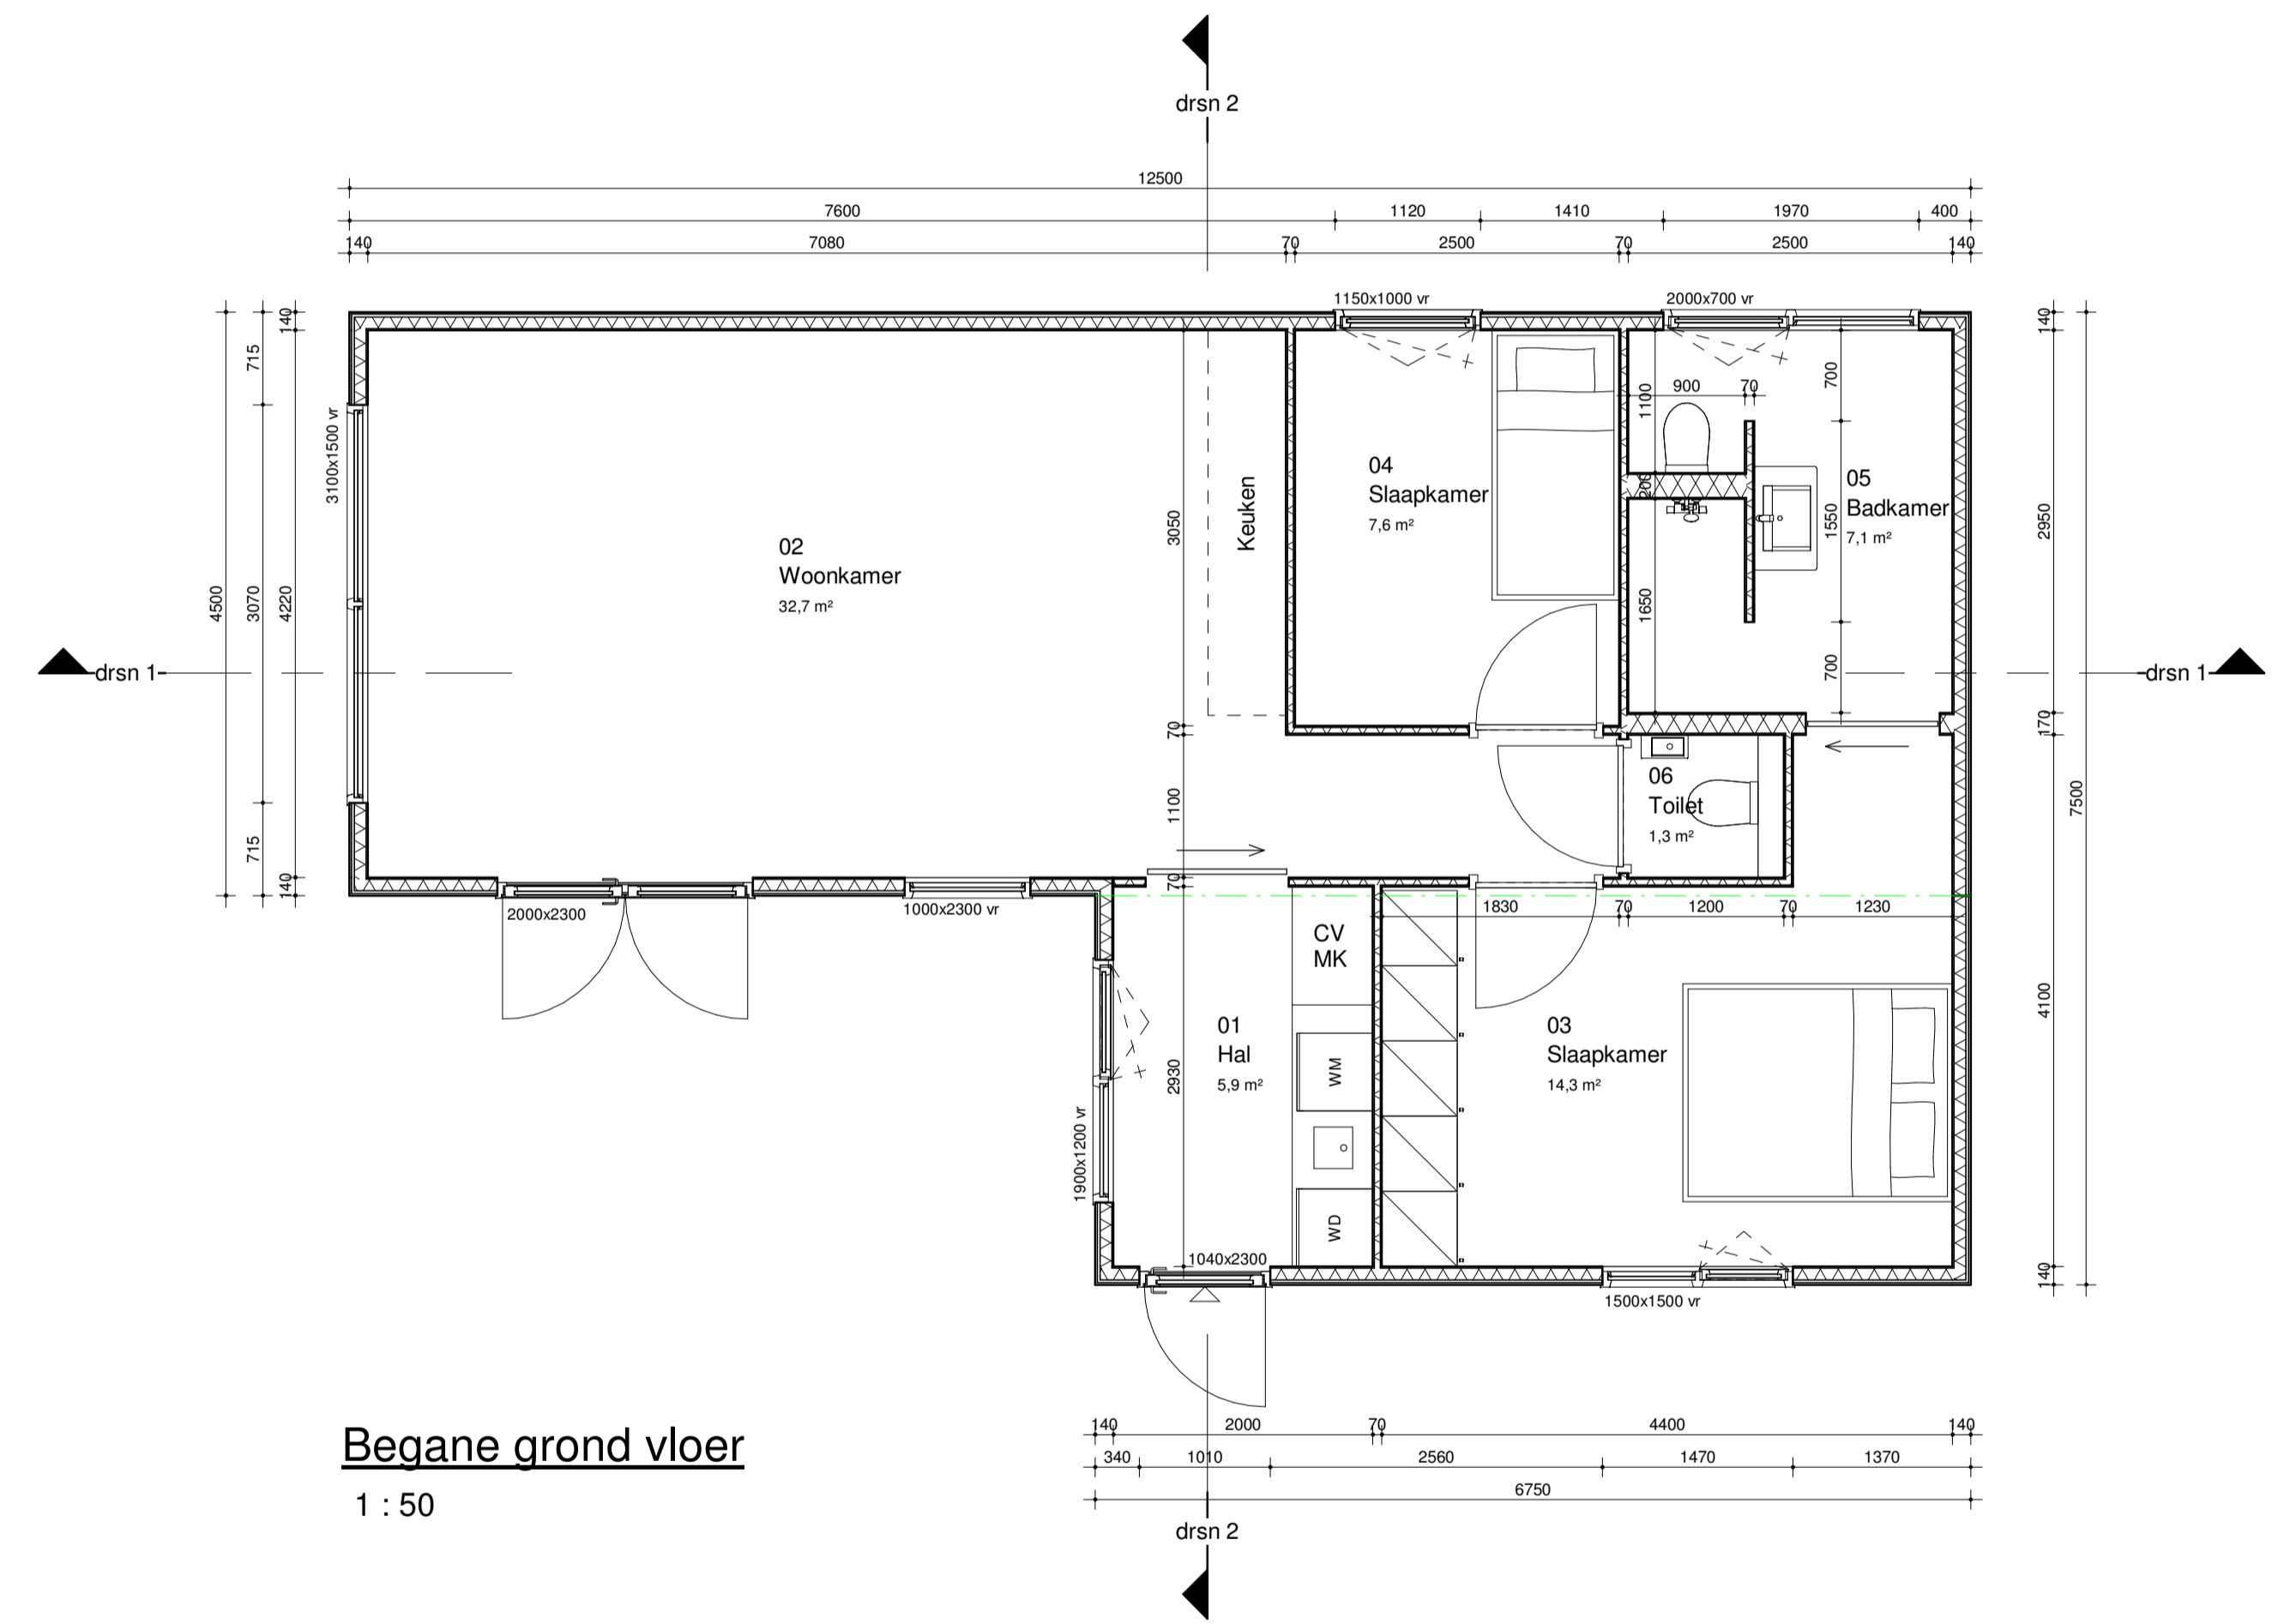 drsn 2
12500
7600 1120 1410 1970 400
140 7080 70 2500 70 2500 140
1150x1000 vr 2000x700 vr
140
715
3100x1500 vr
4500
3070
4220
715
140
drsn 1
02
Woonkamer
32,7 m²
3050
Keuken
70
1100
70
2930
04
Slaapkamer
7,6 m²
900 70
1100
200
1650
700
1550
700
05
Badkamer
7,1 m²
06
Toilet
1,3 m²
140
2950
170
4100
140
7500
drsn 1
2000x2300
1000x2300 vr
1830 70 1200 70 1230
CV
MK
01
Hal
5,9 m²
WM
WD
1900x1200 vr
1040x2300
03
Slaapkamer
14,3 m²
1500x1500 vr
140 2000 70 4400 140
340 1010 2560 1470 1370
6750
Begane grond vloer
1 : 50
drsn 2